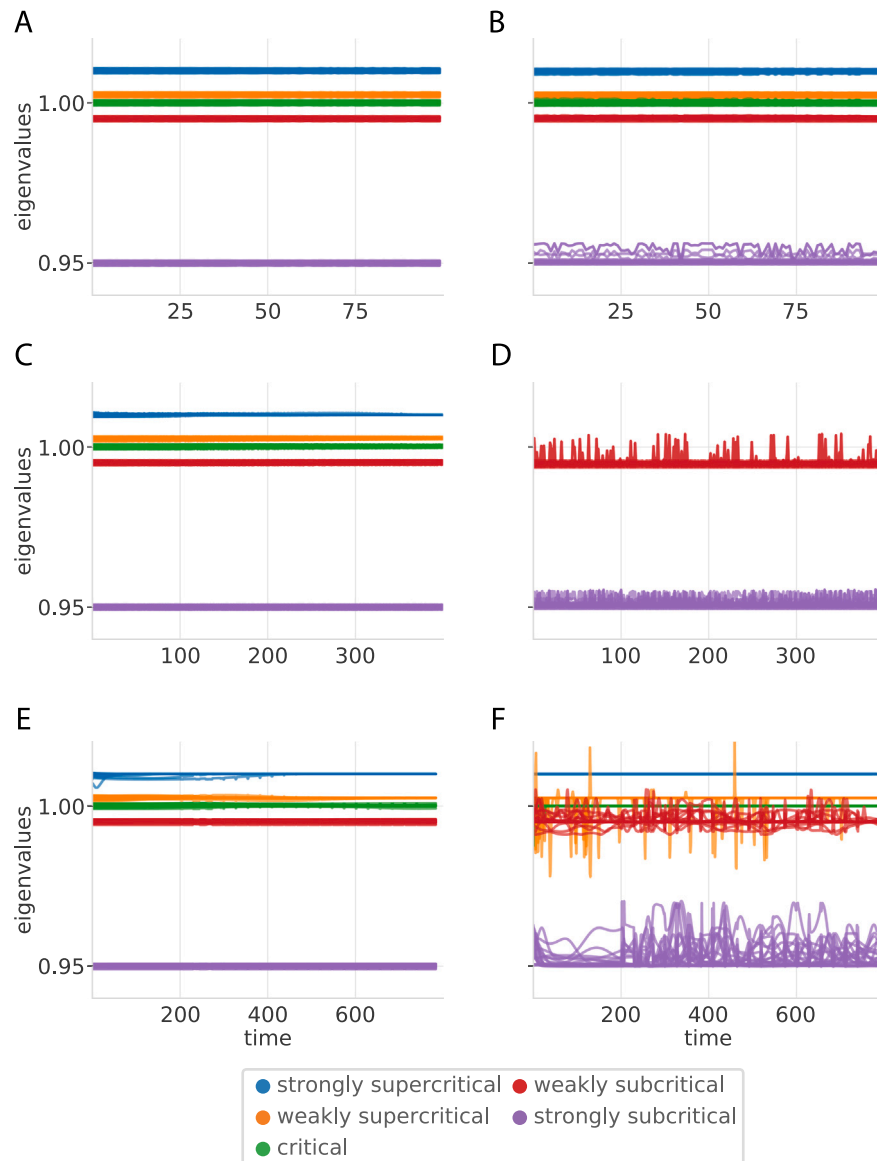 A
B
eigenvalues
1.00
0.95
25
50
75
25
50
75
C
D
eigenvalues
1.00
0.95
100
200
300
100
200
300
E
F
eigenvalues
1.00
0.95
200
400
600
200
400
600
time
time
strongly supercritical
weakly subcritical
weakly supercritical
strongly subcritical
critical